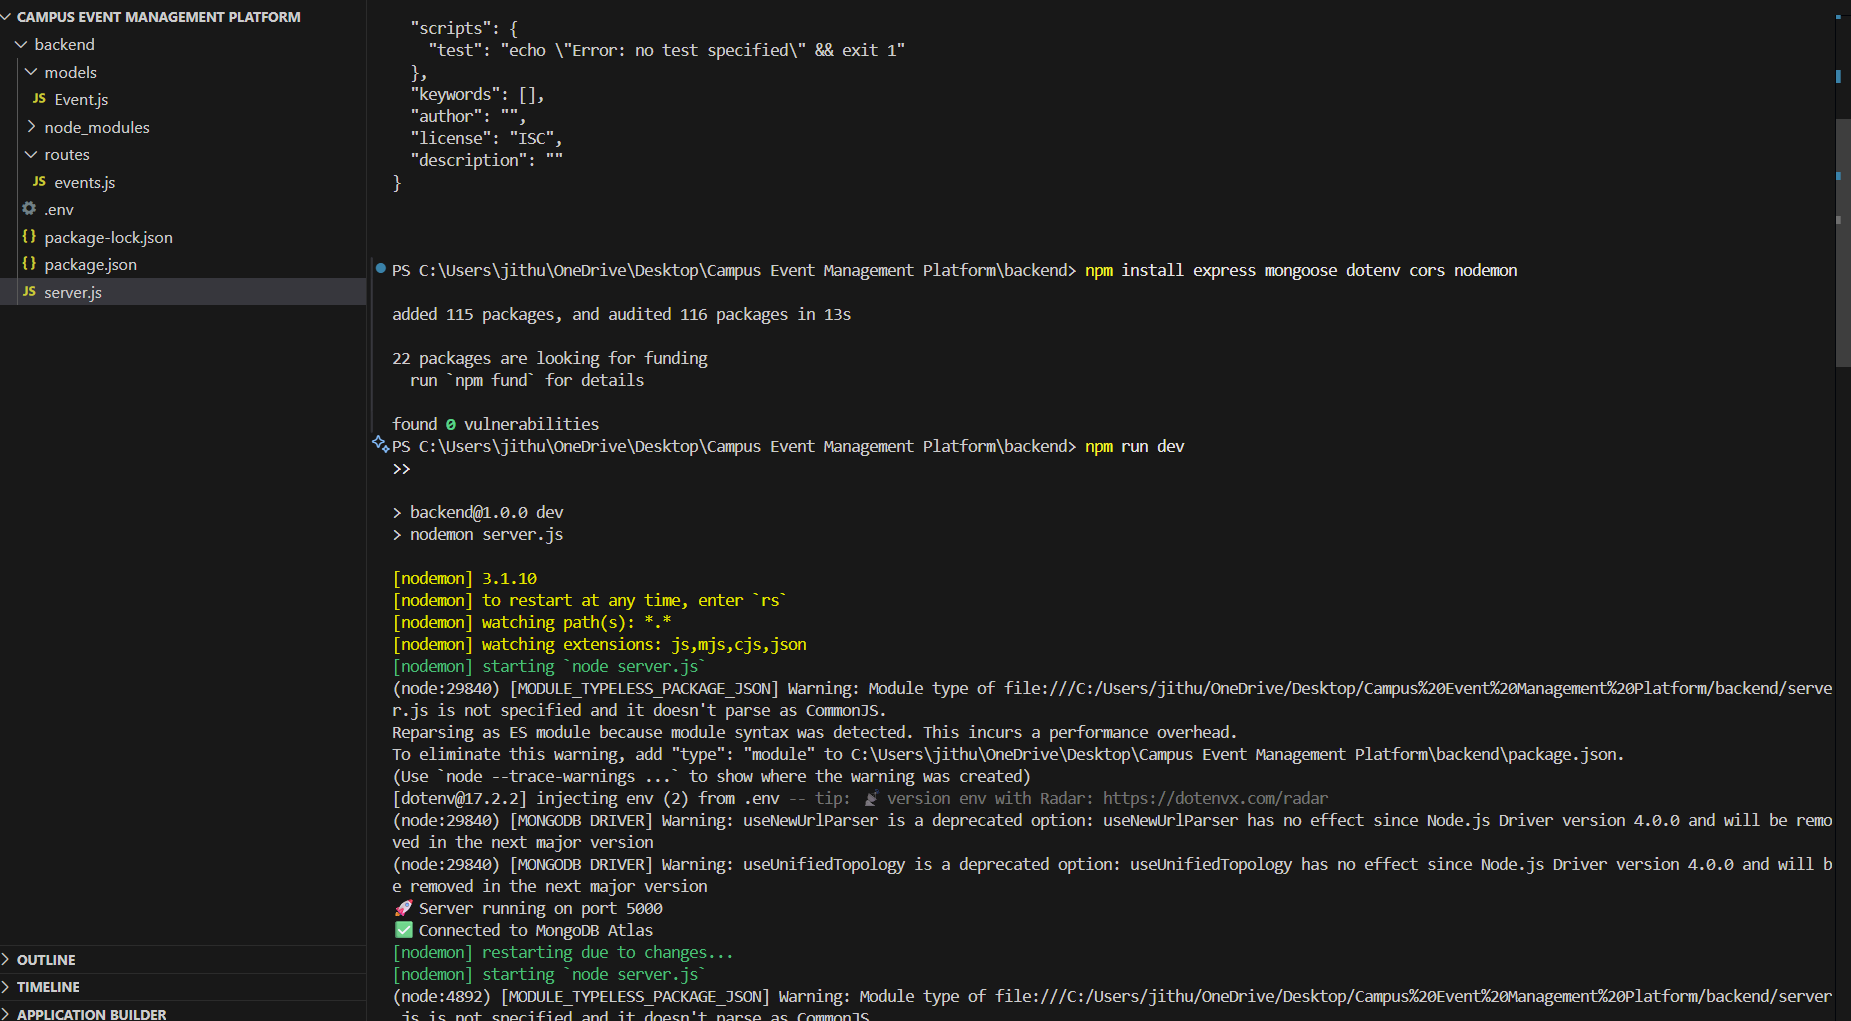 CAMPUS EVENT MANAGEMENT PLATFORM
backend
models
JS Event.js
node_modules
routes
JS events.js
.env
{} package-lock.json
{} package.json
JS server.js
OUTLINE
TIMELINE
APPLICATION BUILDER
"scripts": {
"test": "echo \"Error: no test specified\" && exit 1"
},
"keywords": [],
"author": "",
"license": "ISC",
"description": ""
}
PS C:\Users\jithu\OneDrive\Desktop\Campus Event Management Platform\backend> npm install express mongoose dotenv cors nodemon
added 115 packages, and audited 116 packages in 13s
22 packages are looking for funding
run `npm fund` for details
found 0 vulnerabilities
PS C:\Users\jithu\OneDrive\Desktop\Campus Event Management Platform\backend> npm run dev
>>
> backend@1.0.0 dev
> nodemon server.js
[nodemon] 3.1.10
[nodemon] to restart at any time, enter `rs`
[nodemon] watching path(s): *.*
[nodemon] watching extensions: js,mjs,cjs,json
[nodemon] starting `node server.js`
(node:29840) [MODULE_TYPELESS_PACKAGE_JSON] Warning: Module type of file:///C:/Users/jithu/OneDrive/Desktop/Campus%20Event%20Management%20Platform/backend/serve
r.js is not specified and it doesn't parse as CommonJS.
Reparsing as ES module because module syntax was detected. This incurs a performance overhead.
To eliminate this warning, add "type": "module" to C:\Users\jithu\OneDrive\Desktop\Campus Event Management Platform\backend\package.json.
(Use `node --trace-warnings ...` to show where the warning was created)
[dotenv@17.2.2] injecting env (2) from .env -- tip: 📡 version env with Radar: https://dotenvx.com/radar
(node:29840) [MONGODB DRIVER] Warning: useNewUrlParser is a deprecated option: useNewUrlParser has no effect since Node.js Driver version 4.0.0 and will be remo
ved in the next major version
(node:29840) [MONGODB DRIVER] Warning: useUnifiedTopology is a deprecated option: useUnifiedTopology has no effect since Node.js Driver version 4.0.0 and will b
e removed in the next major version
🚀 Server running on port 5000
✅ Connected to MongoDB Atlas
[nodemon] restarting due to changes...
[nodemon] starting `node server.js`
(node:4892) [MODULE_TYPELESS_PACKAGE_JSON] Warning: Module type of file:///C:/Users/jithu/OneDrive/Desktop/Campus%20Event%20Management%20Platform/backend/server
.js is not specified and it doesn't parse as CommonJS.